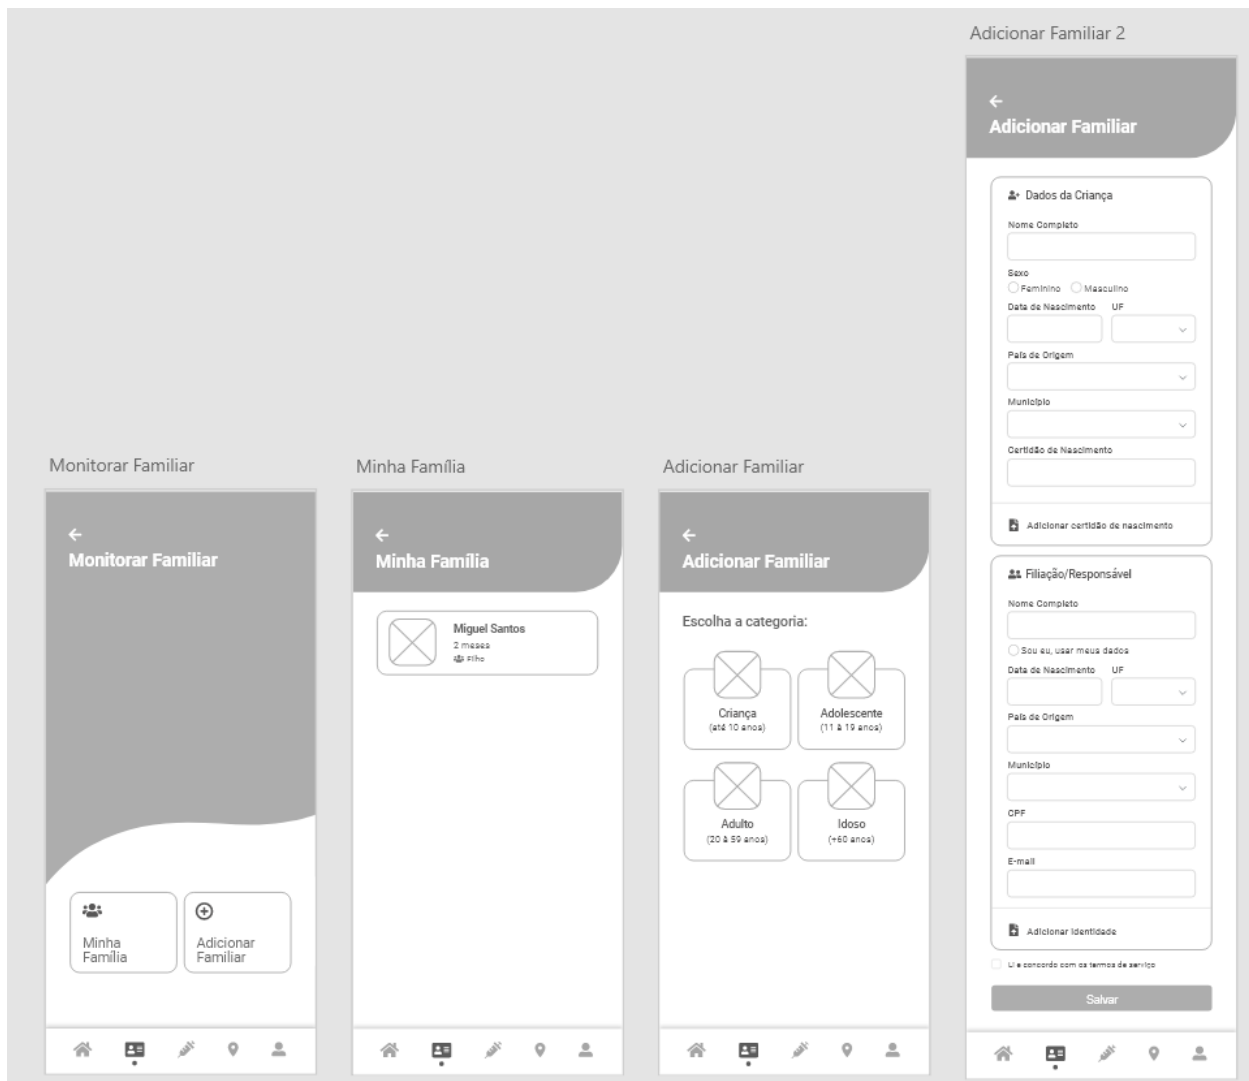 Monitorar Familiar
Monitorar Familiar
Minha
Família
Adicionar
Familiar
Minha Família
Minha Família
Miguel Santos
2 meses
Filho
Adicionar Familiar
Adicionar Familiar
Escolha a categoria:
Criança
(até 10 anos)
Adolescente
(11 à 19 anos)
Adulto
(20 à 59 anos)
Idoso
(+60 anos)
Adicionar Familiar 2
Adicionar Familiar
Dados da Criança
Nome Completo
Sexo
Feminino Masculino
Data de Nascimento UF
País de Origem
Município
Certidão de Nascimento
Adicionar certidão de nascimento
Filiação/Responsável
Nome Completo
Sou eu, usar meus dados
Data de Nascimento UF
País de Origem
Município
CPF
E-mail
Adicionar identidade
Li e concordo com os termos de serviço
Salvar